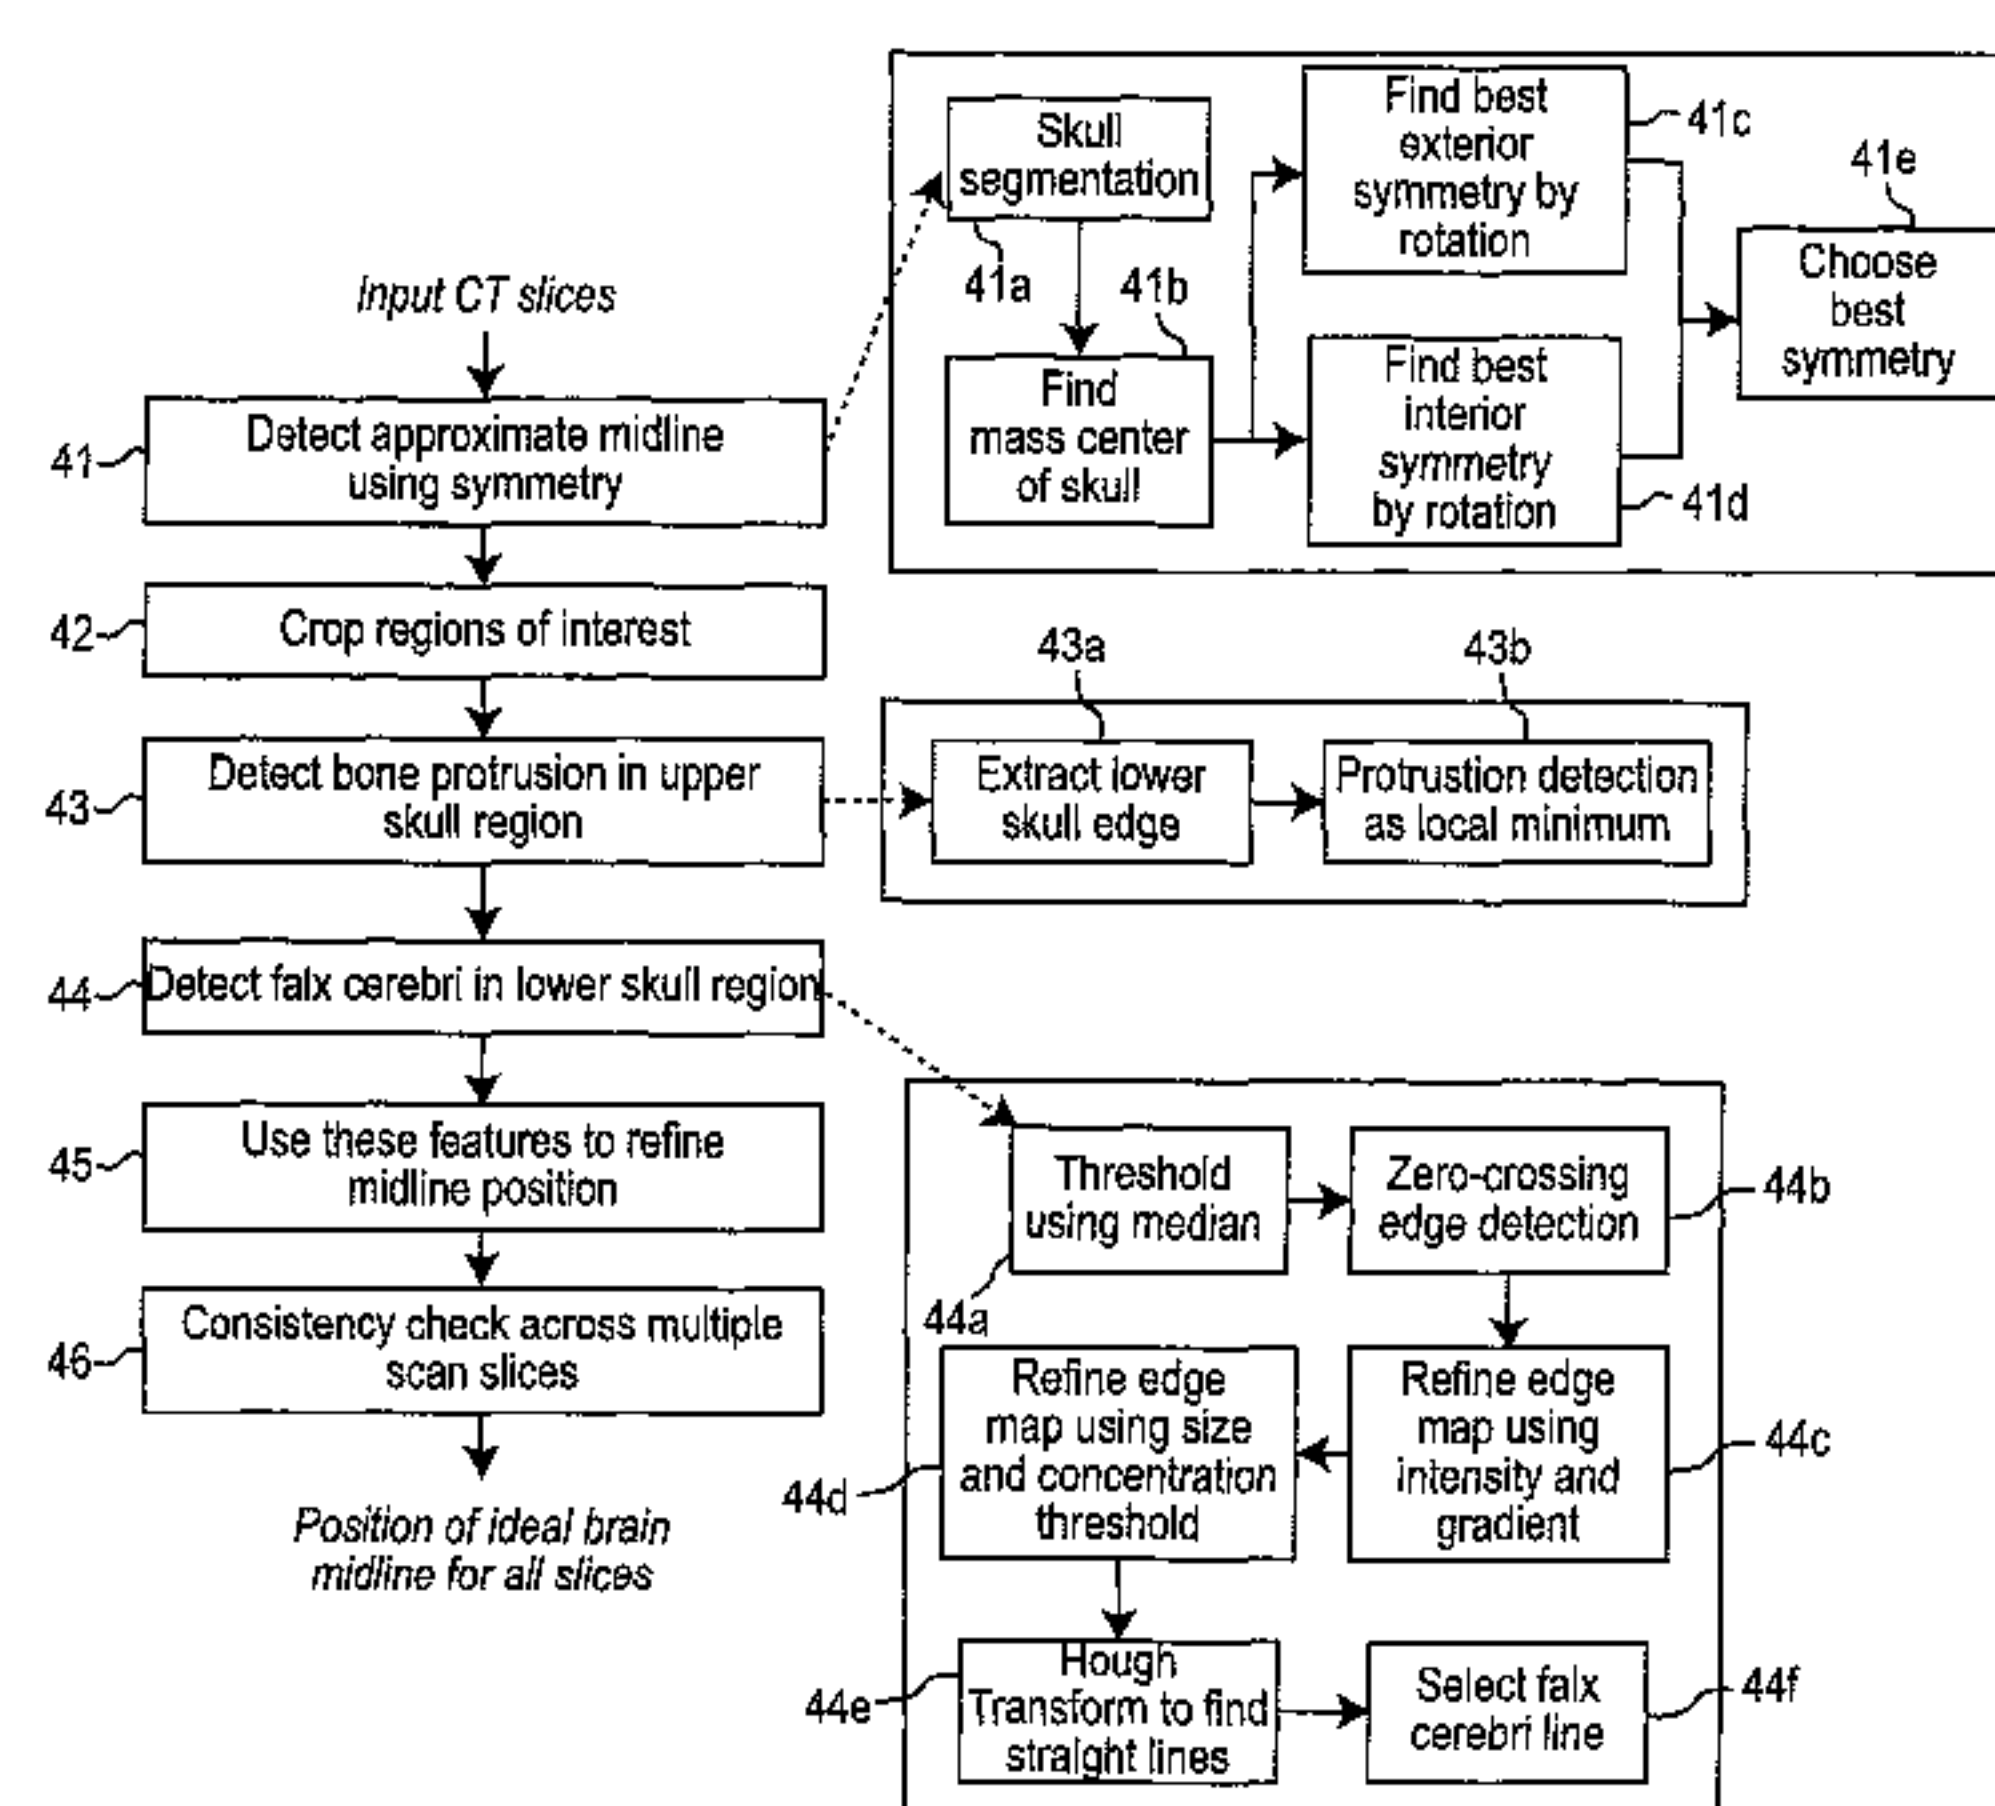 Input CT slices
41
Detect approximate midline
using symmetry
42
Crop regions of interest
43
Detect bone protrusion in upper
skull region
44
Detect falx cerebri in lower skull region
45
Use these features to refine
midline position
46
Consistency check across multiple
scan slices
Position of ideal brain
midline for all slices
Skull
segmentation
41a
41b
Find
mass center
of skull
Find best
exterior
symmetry by
rotation
41c
Find best
interior
symmetry
by rotation
41d
41e
Choose
best
symmetry
43a
Extract lower
skull edge
43b
Protrustion detection
as local minimum
Threshold
using median
44a
Zero-crossing
edge detection
44b
Refine edge
map using
intensity and
gradient
44c
Refine edge
map using size
and concentration
threshold
44d
Hough
Transform to find
straight lines
44e
Select falx
cerebri line
44f